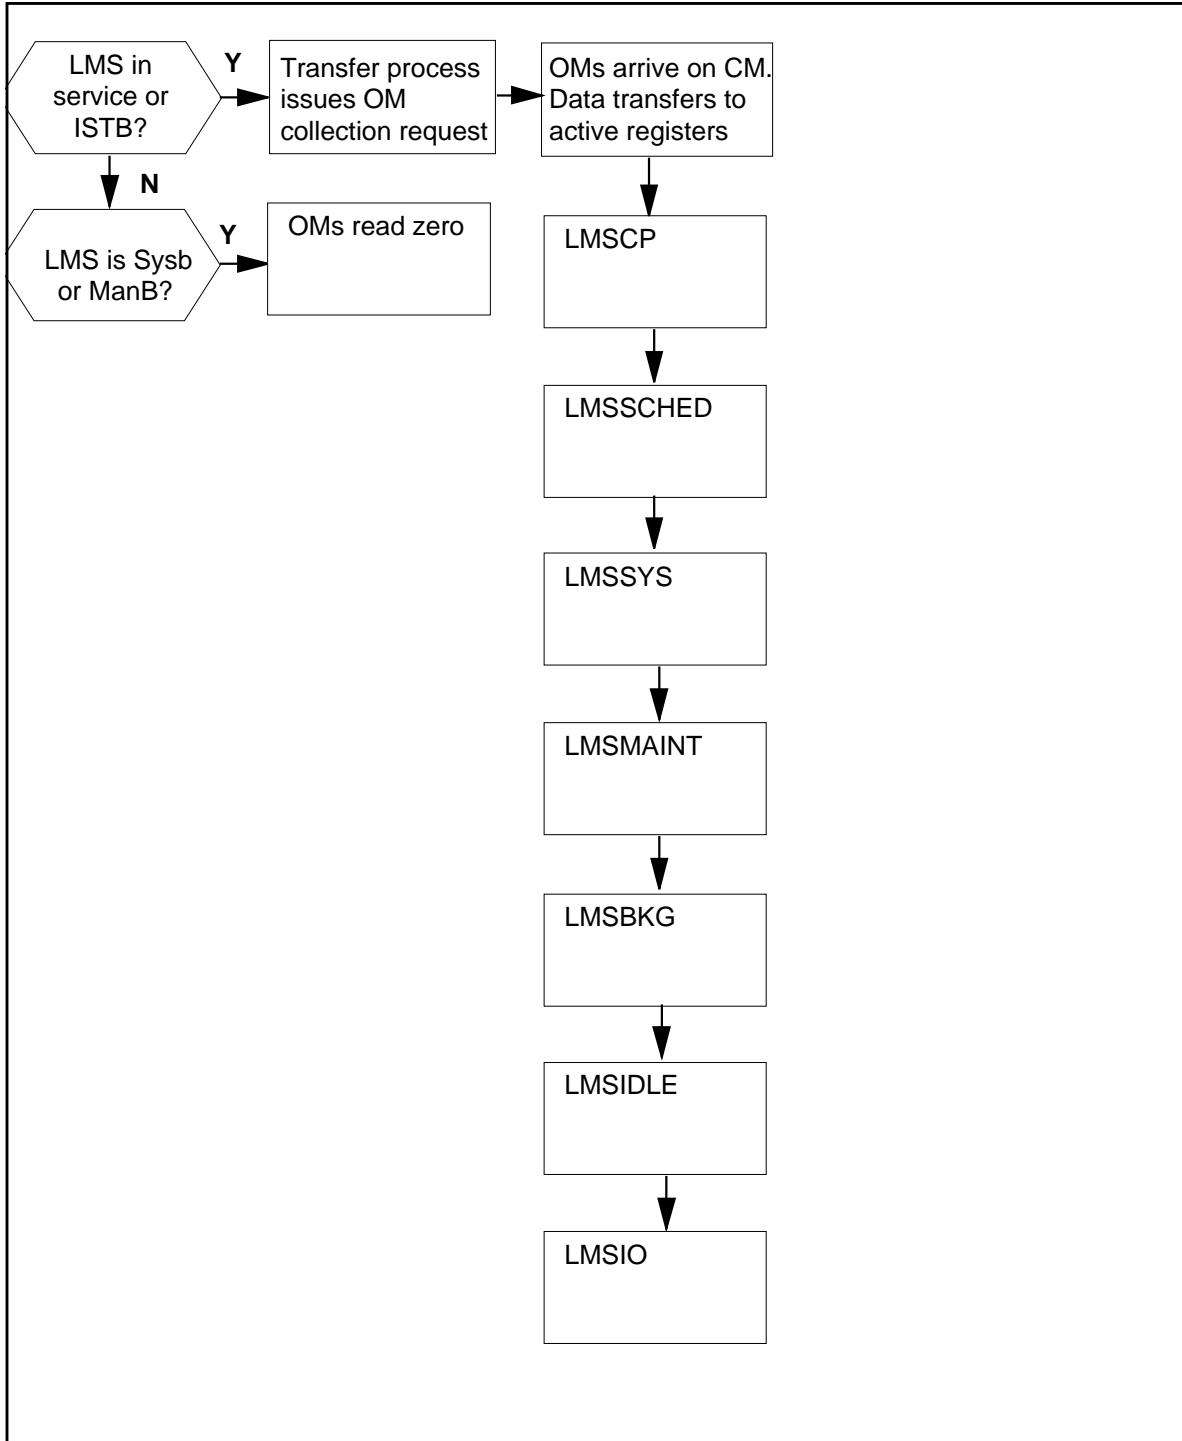 LMS in
service or
ISTB?
Y
Transfer process
issues OM
collection request
OMs arrive on CM.
Data transfers to
active registers
N
LMS is Sysb
or ManB?
Y
OMs read zero
LMSCP
LMSSCHED
LMSSYS
LMSMAINT
LMSBKG
LMSIDLE
LMSIO